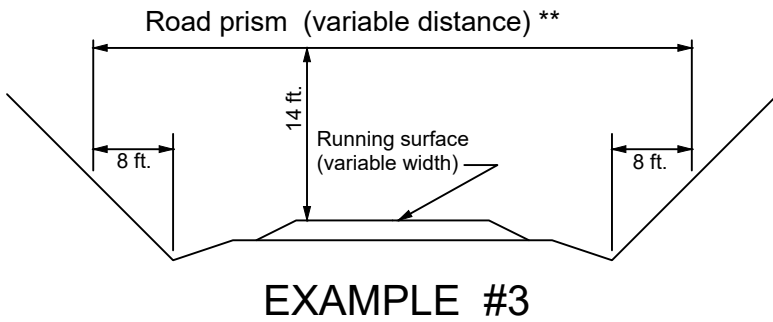 Road prism (variable distance) **
14 ft.
Running surface
(variable width)
8 ft.
8 ft.
EXAMPLE #3